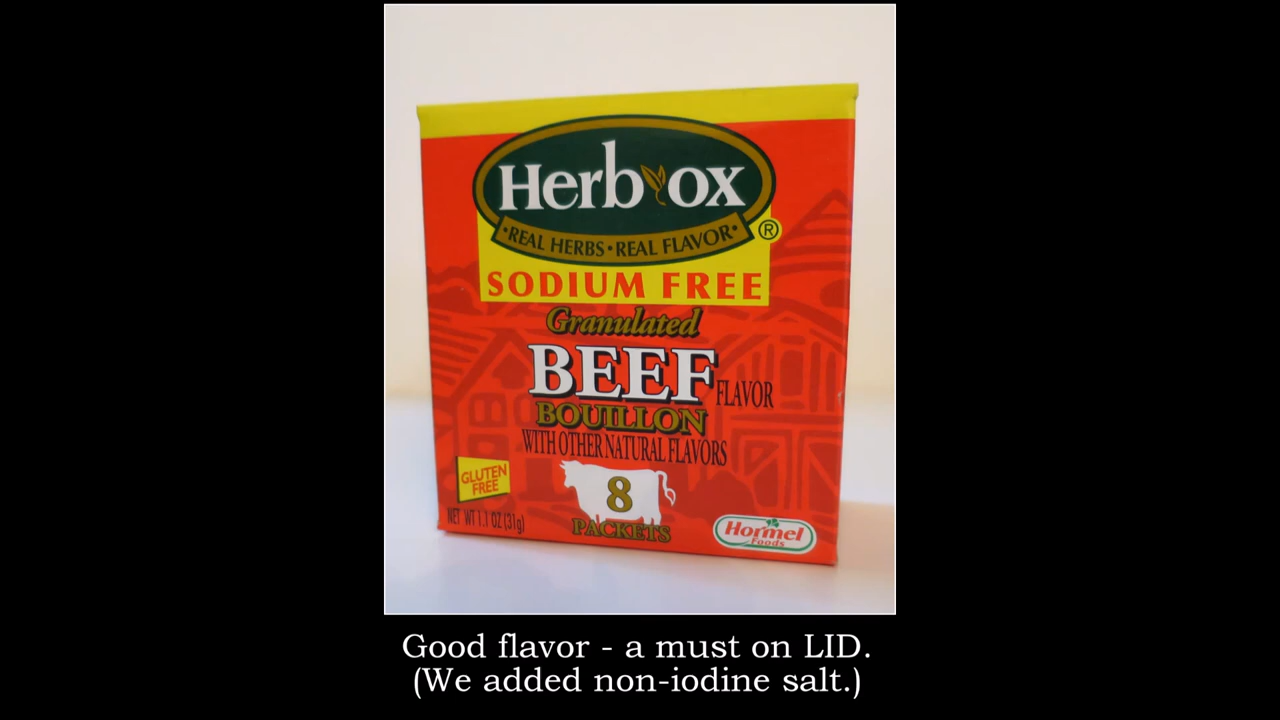 Herb ox
•REAL HERBS•REAL FLAVOR•
®
SODIUM FREE
Granulated
BEEF FLAVOR
BOUILLON
WITH OTHER NATURAL FLAVORS
GLUTEN
FREE
8
PACKETS
NET WT 1.1 OZ (31g)
Hormel
Foods
Good flavor - a must on LID.
(We added non-iodine salt.)